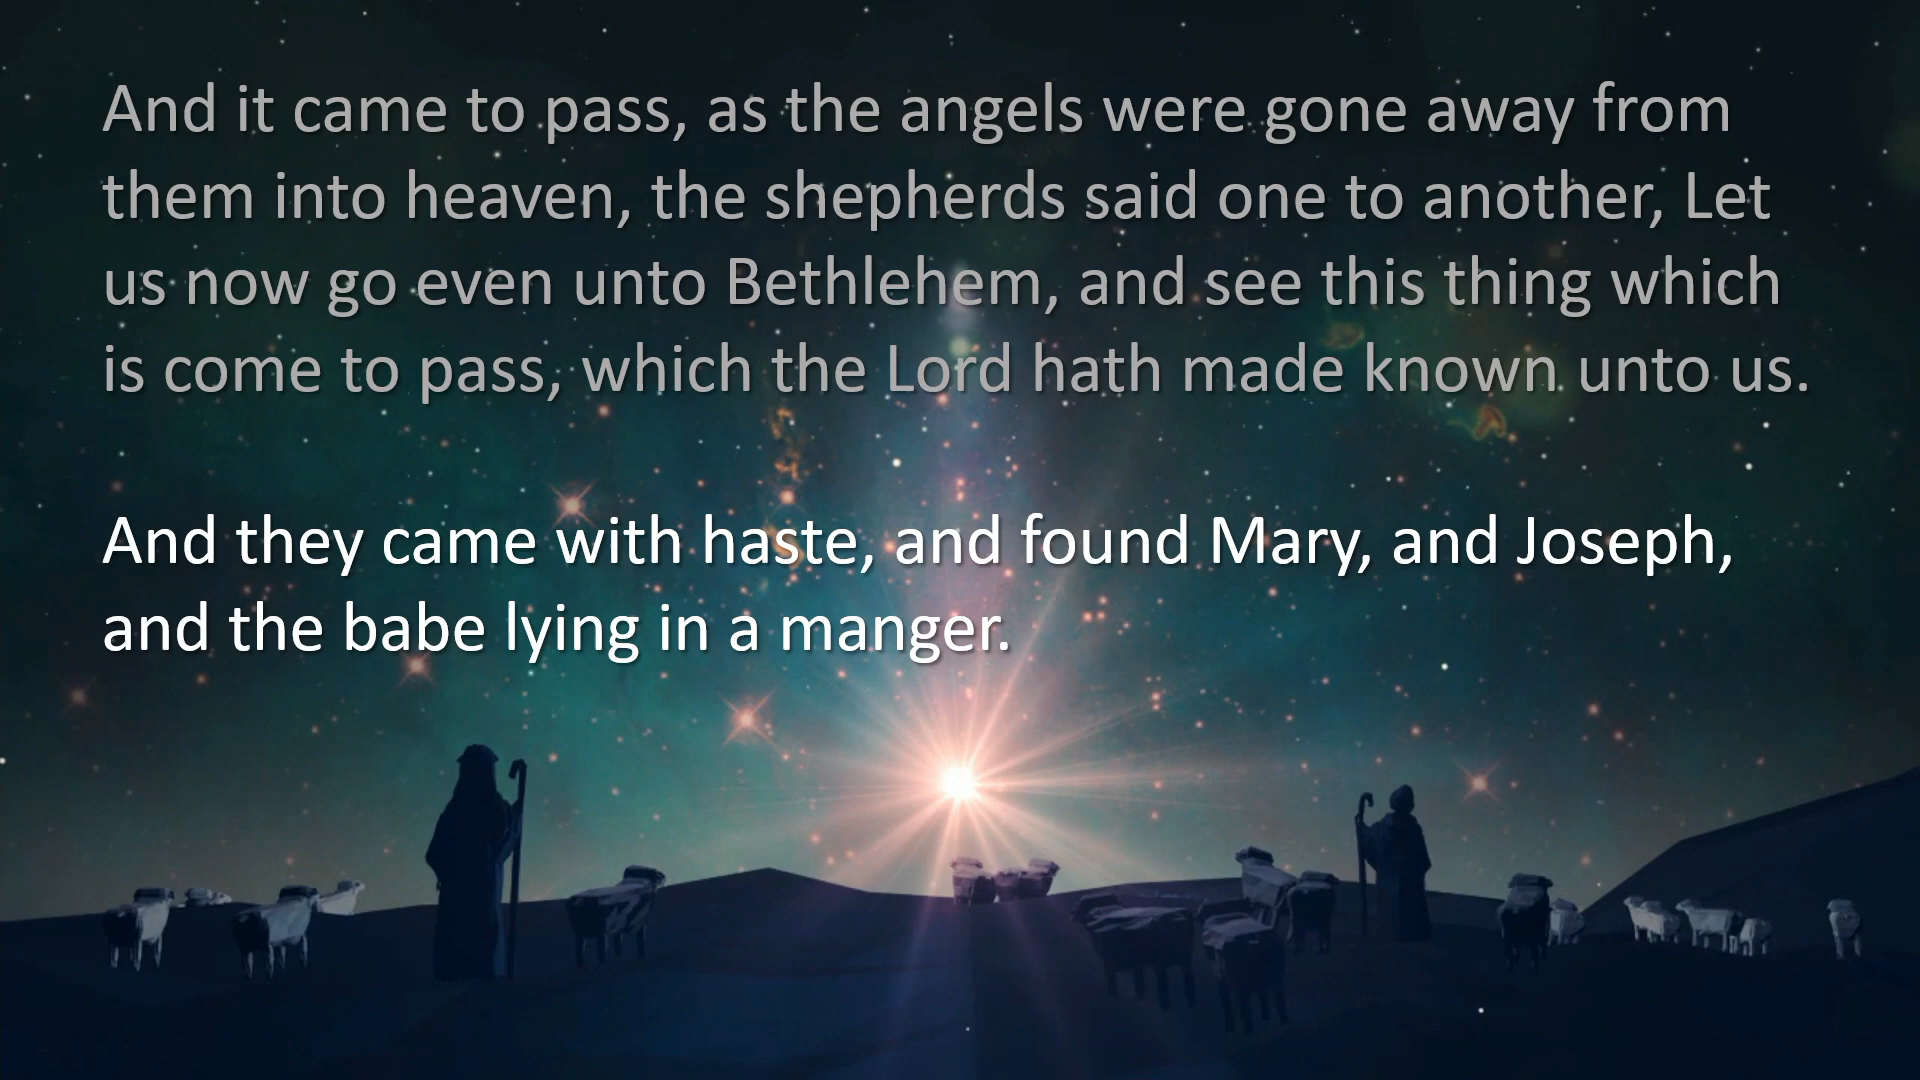 And it came to pass, as the angels were gone away from
them into heaven, the shepherds said one to another, Let
us now go even unto Bethlehem, and see this thing which
is come to pass, which the Lord hath made known unto us.
And they came with haste, and found Mary, and Joseph,
and the babe lying in a manger.